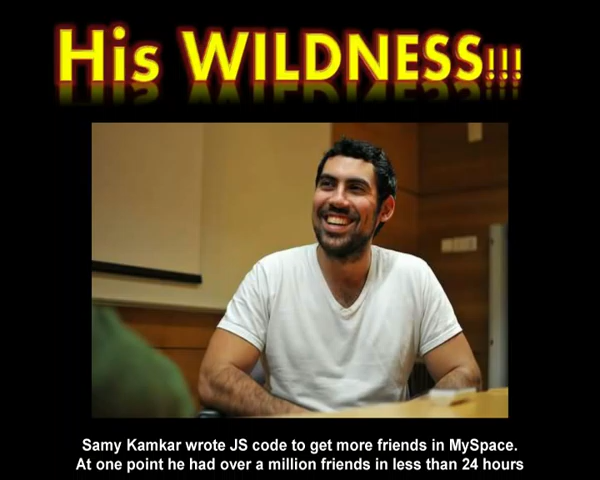 His WILDNESS!!!
Samy Kamkar wrote JS code to get more friends in MySpace.
At one point he had over a million friends in less than 24 hours